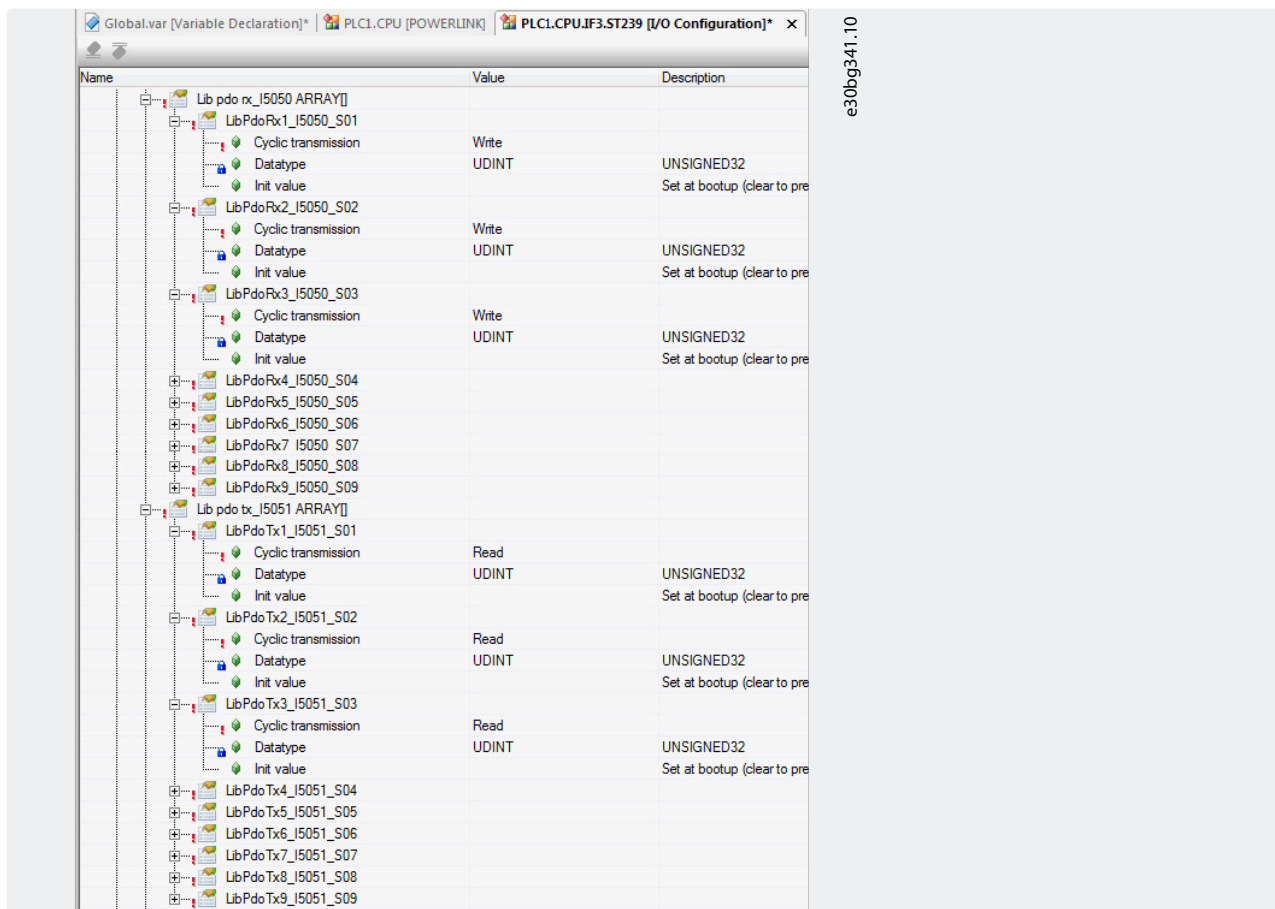 Global.var [Variable Declaration]* PLC1.CPU [POWERLINK] PLC1.CPU.IF3.ST239 [I/O Configuration]* x
Name Value Description
Lib pdo rx_I5050 ARRAY[]
LibPdoRx1_I5050_S01
Cyclic transmission Write
Datatype UDINT UNSIGNED32
Init value Set at bootup (clear to pre
LibPdoRx2_I5050_S02
Cyclic transmission Write
Datatype UDINT UNSIGNED32
Init value Set at bootup (clear to pre
LibPdoRx3_I5050_S03
Cyclic transmission Write
Datatype UDINT UNSIGNED32
Init value Set at bootup (clear to pre
LibPdoRx4_I5050_S04
LibPdoRx5_I5050_S05
LibPdoRx6_I5050_S06
LibPdoRx7 I5050 S07
LibPdoRx8_I5050_S08
LibPdoRx9_I5050_S09
Lib pdo tx_I5051 ARRAY[]
LibPdoTx1_I5051_S01
Cyclic transmission Read
Datatype UDINT UNSIGNED32
Init value Set at bootup (clear to pre
LibPdoTx2_I5051_S02
Cyclic transmission Read
Datatype UDINT UNSIGNED32
Init value Set at bootup (clear to pre
LibPdoTx3_I5051_S03
Cyclic transmission Read
Datatype UDINT UNSIGNED32
Init value Set at bootup (clear to pre
LibPdoTx4_I5051_S04
LibPdoTx5_I5051_S05
LibPdoTx6_I5051_S06
LibPdoTx7_I5051_S07
LibPdoTx8_I5051_S08
LibPdoTx9_I5051_S09
e30bg341.10